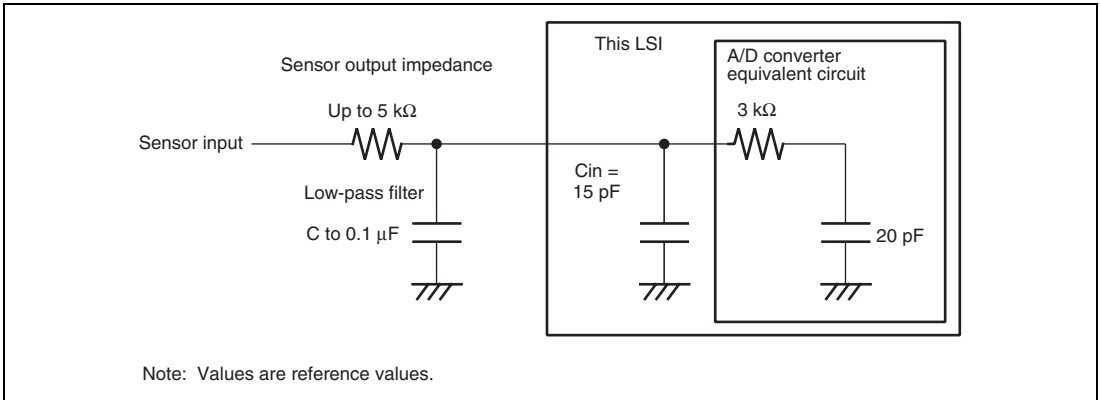 This LSI
A/D converter
equivalent circuit
Sensor output impedance
Up to 5 kΩ
3 kΩ
Sensor input
Cin =
15 pF
Low-pass filter
C to 0.1 μF
20 pF
Note: Values are reference values.